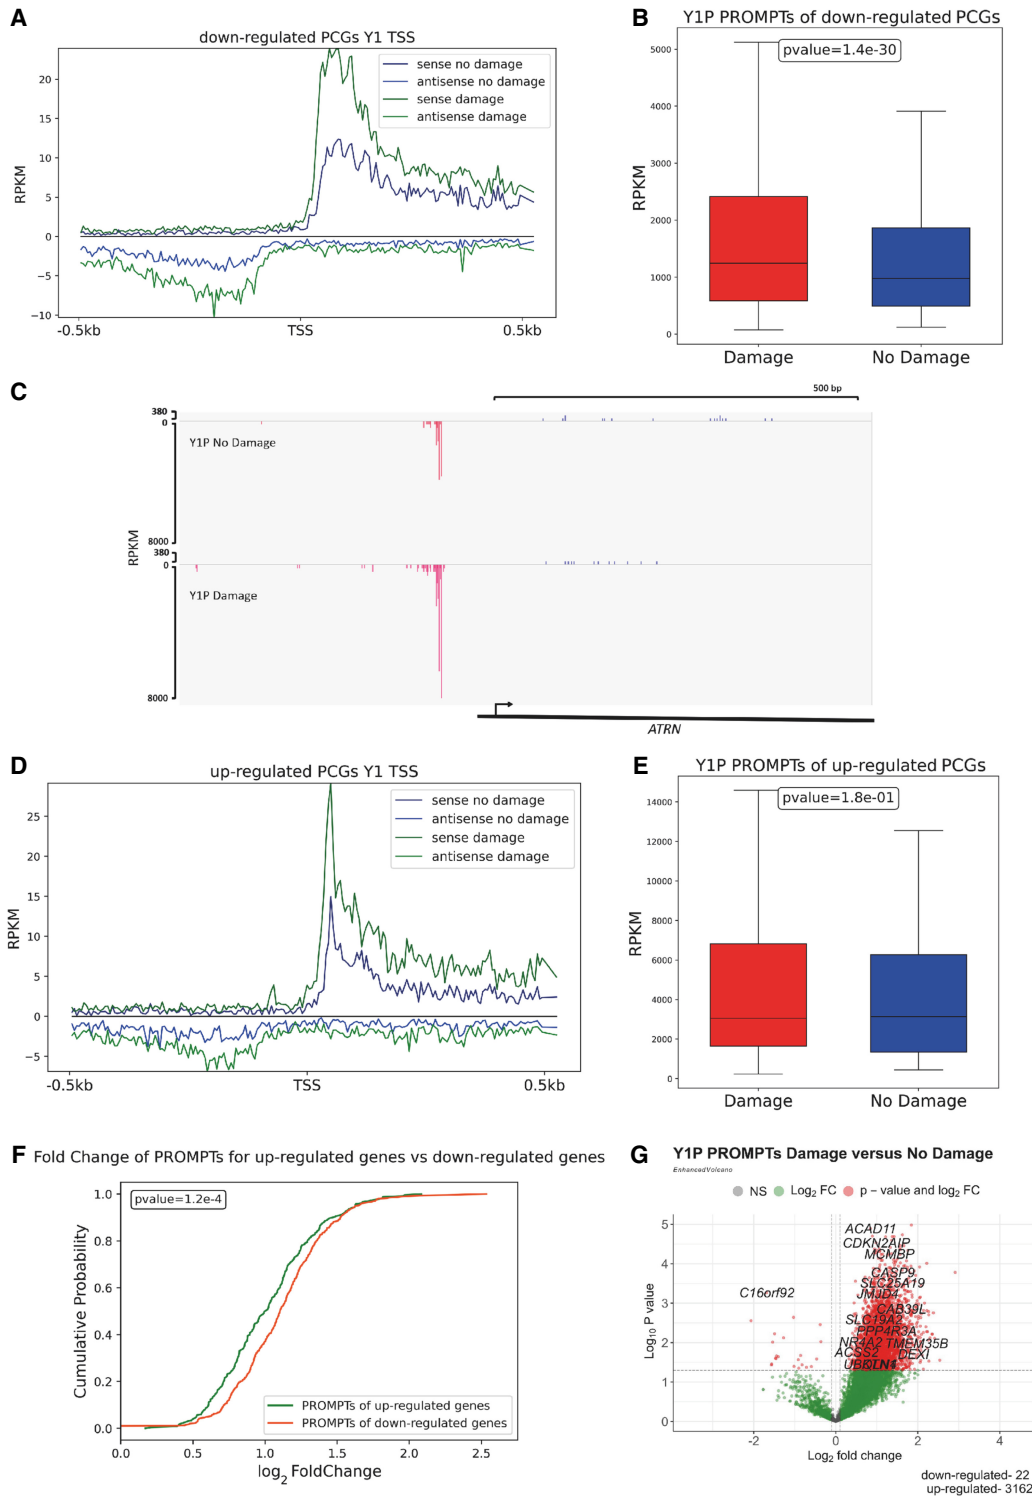 A
down-regulated PCGs Y1 TSS
sense no damage
antisense no damage
sense damage
antisense damage
RPKM
20
15
10
5
0
−5
−10
-0.5kb
TSS
0.5kb
B
Y1P PROMPTs of down-regulated PCGs
pvalue=1.4e-30
RPKM
5000
4000
3000
2000
1000
0
Damage
No Damage
C
500 bp
380
0
Y1P No Damage
8000
RPKM
380
0
Y1P Damage
8000
ATRN
D
up-regulated PCGs Y1 TSS
sense no damage
antisense no damage
sense damage
antisense damage
RPKM
25
20
15
10
5
0
−5
-0.5kb
TSS
0.5kb
E
Y1P PROMPTs of up-regulated PCGs
pvalue=1.8e-01
RPKM
14000
12000
10000
8000
6000
4000
2000
0
Damage
No Damage
F
Fold Change of PROMPTs for up-regulated genes vs down-regulated genes
pvalue=1.2e-4
Cumulative Probability
1.0
0.8
0.6
0.4
0.2
0.0
PROMPTs of up-regulated genes
PROMPTs of down-regulated genes
0.0 0.5 1.0 1.5 2.0 2.5
log2 FoldChange
G
Y1P PROMPTs Damage versus No Damage
EnhancedVolcano
NS Log2 FC p − value and log2 FC
Log10 P value
5
4
3
2
1
0
ACAD11
CDKN2AIP
MCMBP
CASP9
SLC25A19
C16orf92
JMJD4
CAB39L
SLC19A2
PPP4R3A
NR4A2 TMEM35B
ACSS2 DEXI
-2 0 2 4
Log2 fold change
down-regulated- 22
up-regulated- 3162